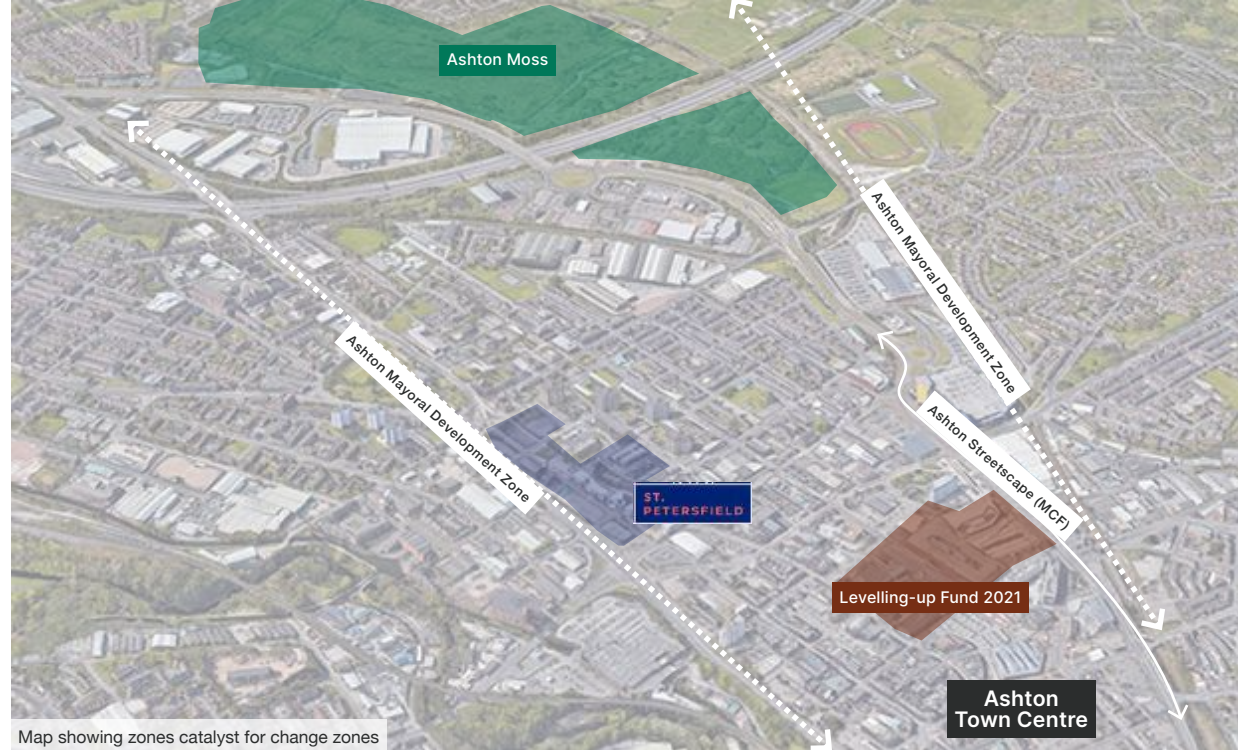 Ashton Moss
Ashton Mayoral Development Zone
Ashton Mayoral Development Zone
Ashton Streetscape (MCF)
ST.
PETERSFIELD
Levelling-up Fund 2021
Ashton
Town Centre
Map showing zones catalyst for change zones